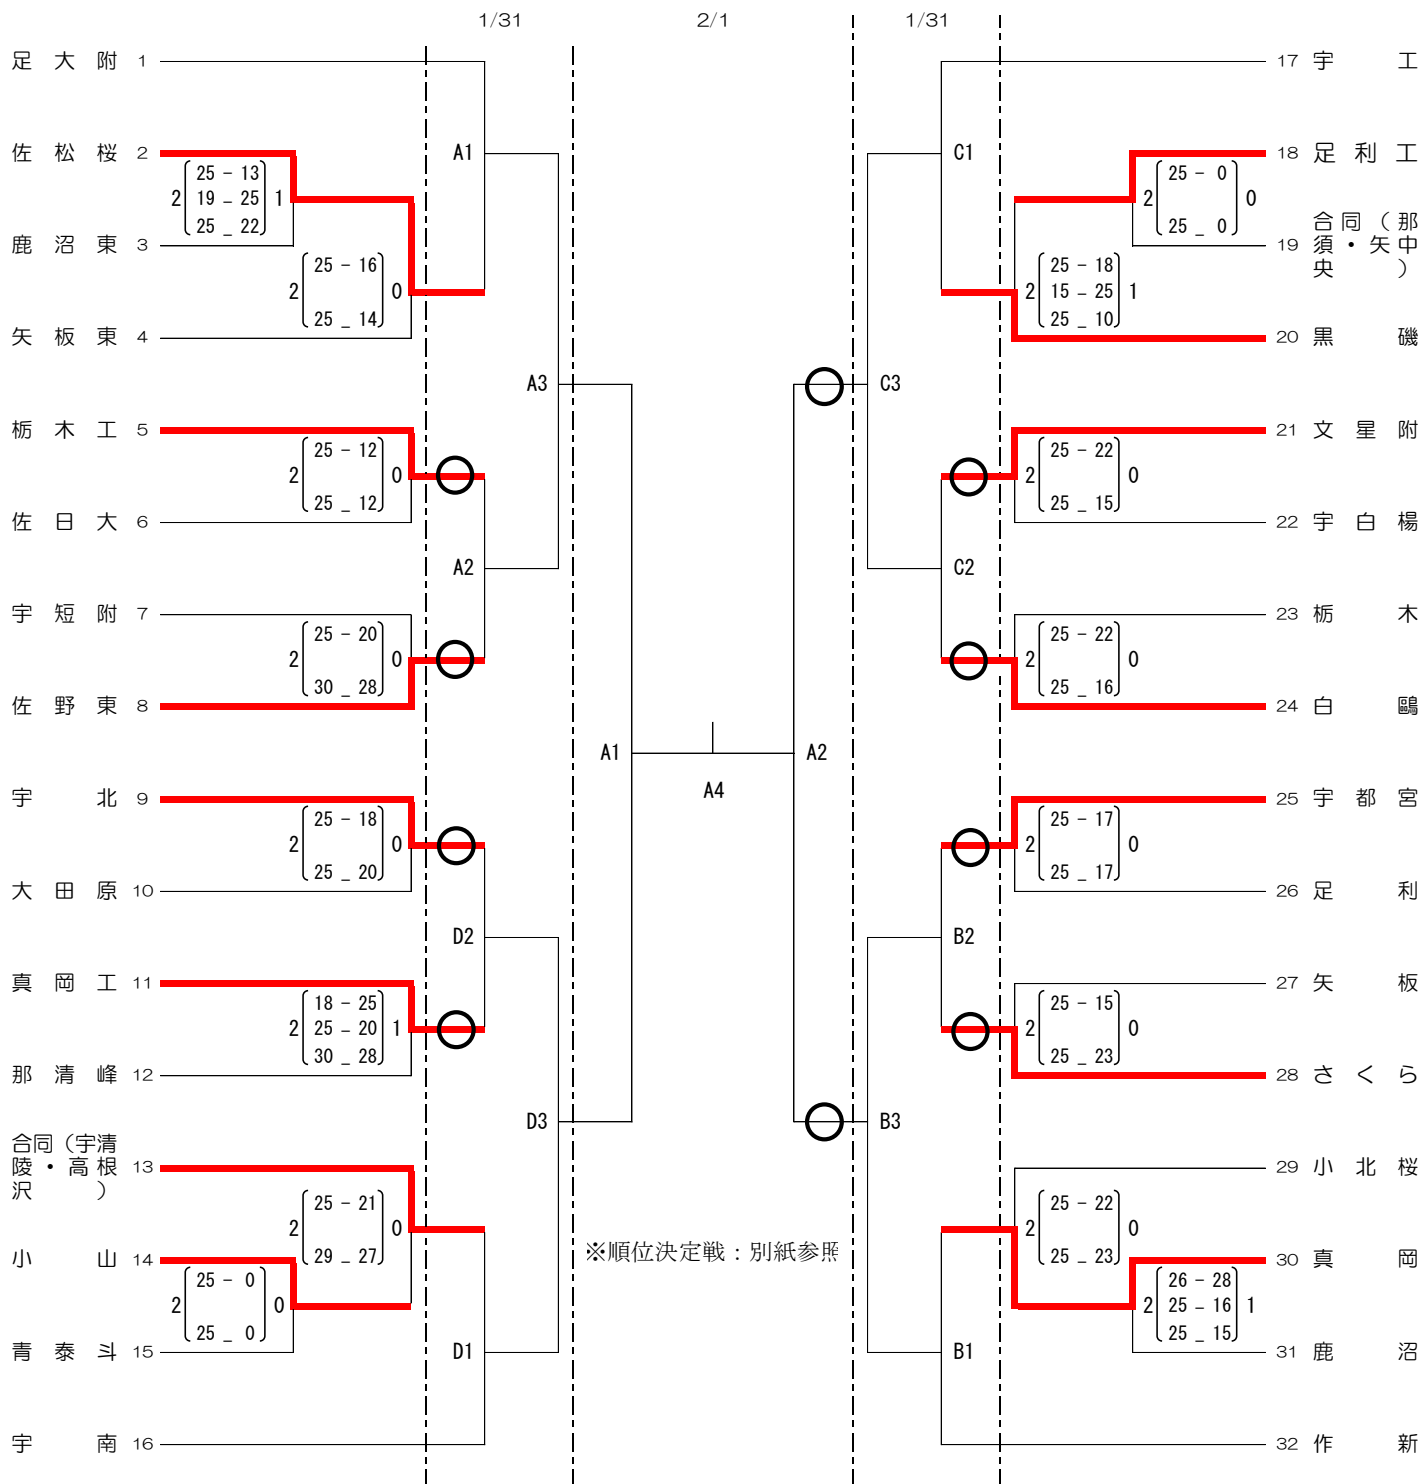 1/31
2/1
1/31
足大附 1
佐松桜 2
鹿沼東 3
矢板東 4
栃木工 5
佐日大 6
宇短附 7
佐野東 8
宇北 9
大田原 10
真岡工 11
那清峰 12
合同（宇清
陵・高根
沢）
13
小山 14
青泰斗 15
宇南 16
2
25 - 13
19 - 25
25 _ 22
1
2
25 - 16
25 _ 14
0
2
25 - 12
25 _ 12
0
2
25 - 20
30 _ 28
0
2
25 - 18
25 _ 20
0
2
18 - 25
25 - 20
30 _ 28
1
2
25 - 21
29 _ 27
0
2
25 - 0
25 _ 0
0
A1
A2
A3
D2
D3
D1
A1
A4
A2
※順位決定戦：別紙参照
C1
C3
C2
B2
B3
B1
2
25 - 0
25 _ 0
0
2
25 - 18
15 - 25
25 _ 10
1
2
25 - 22
25 _ 15
0
2
25 - 22
25 _ 16
0
2
25 - 17
25 _ 17
0
2
25 - 15
25 _ 23
0
2
25 - 22
25 _ 23
0
2
26 - 28
25 - 16
25 _ 15
1
17 宇工
18 足利工
19
合同（那
須・矢中
央）
20 黒磯
21 文星附
22 宇白楊
23 栃木
24 白鷗
25 宇都宮
26 足利
27 矢板
28 さくら
29 小北桜
30 真岡
31 鹿沼
32 作新